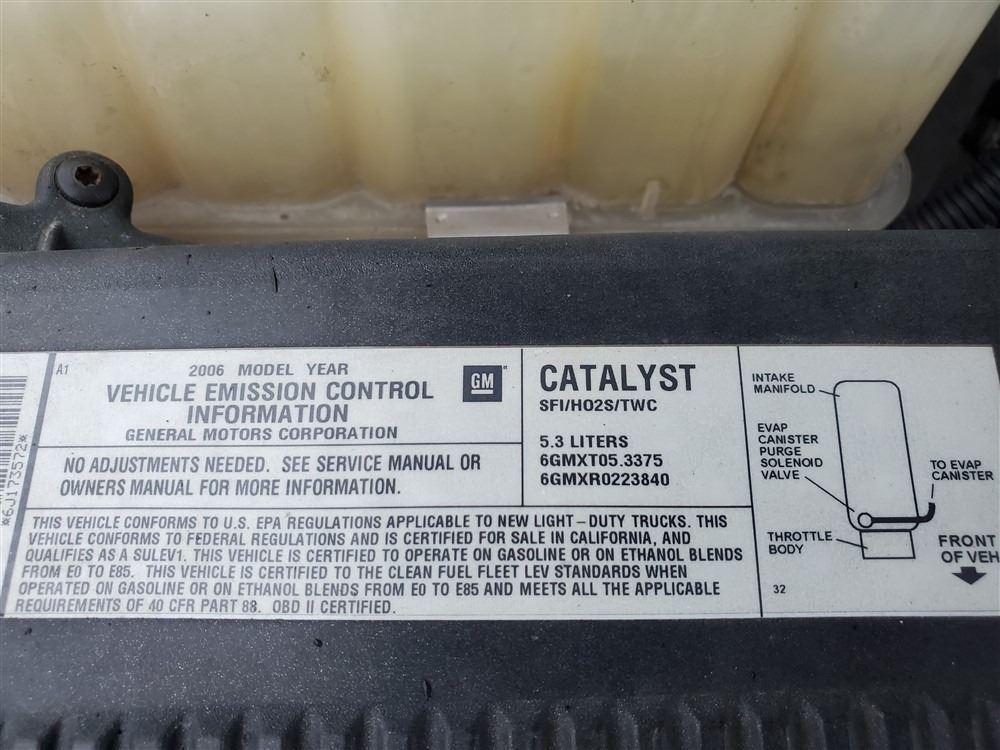 *6J173572*
A1
2006 MODEL YEAR
VEHICLE EMISSION CONTROL
INFORMATION
GENERAL MOTORS CORPORATION
GM
NO ADJUSTMENTS NEEDED. SEE SERVICE MANUAL OR
OWNERS MANUAL FOR MORE INFORMATION.
CATALYST
SFI/HO2S/TWC
5.3 LITERS
6GMXT05.3375
6GMXR0223840
THIS VEHICLE CONFORMS TO U.S. EPA REGULATIONS APPLICABLE TO NEW LIGHT-DUTY TRUCKS. THIS
VEHICLE CONFORMS TO FEDERAL REGULATIONS AND IS CERTIFIED FOR SALE IN CALIFORNIA, AND
QUALIFIES AS A SULEV1. THIS VEHICLE IS CERTIFIED TO OPERATE ON GASOLINE OR ON ETHANOL BLENDS
FROM E0 TO E85. THIS VEHICLE IS CERTIFIED TO THE CLEAN FUEL FLEET LEV STANDARDS WHEN
OPERATED ON GASOLINE OR ON ETHANOL BLENDS FROM E0 TO E85 AND MEETS ALL THE APPLICABLE
REQUIREMENTS OF 40 CFR PART 88. OBD II CERTIFIED.
INTAKE
MANIFOLD
EVAP
CANISTER
PURGE
SOLENOID
VALVE
TO EVAP
CANISTER
THROTTLE
BODY
FRONT
OF VEH
32